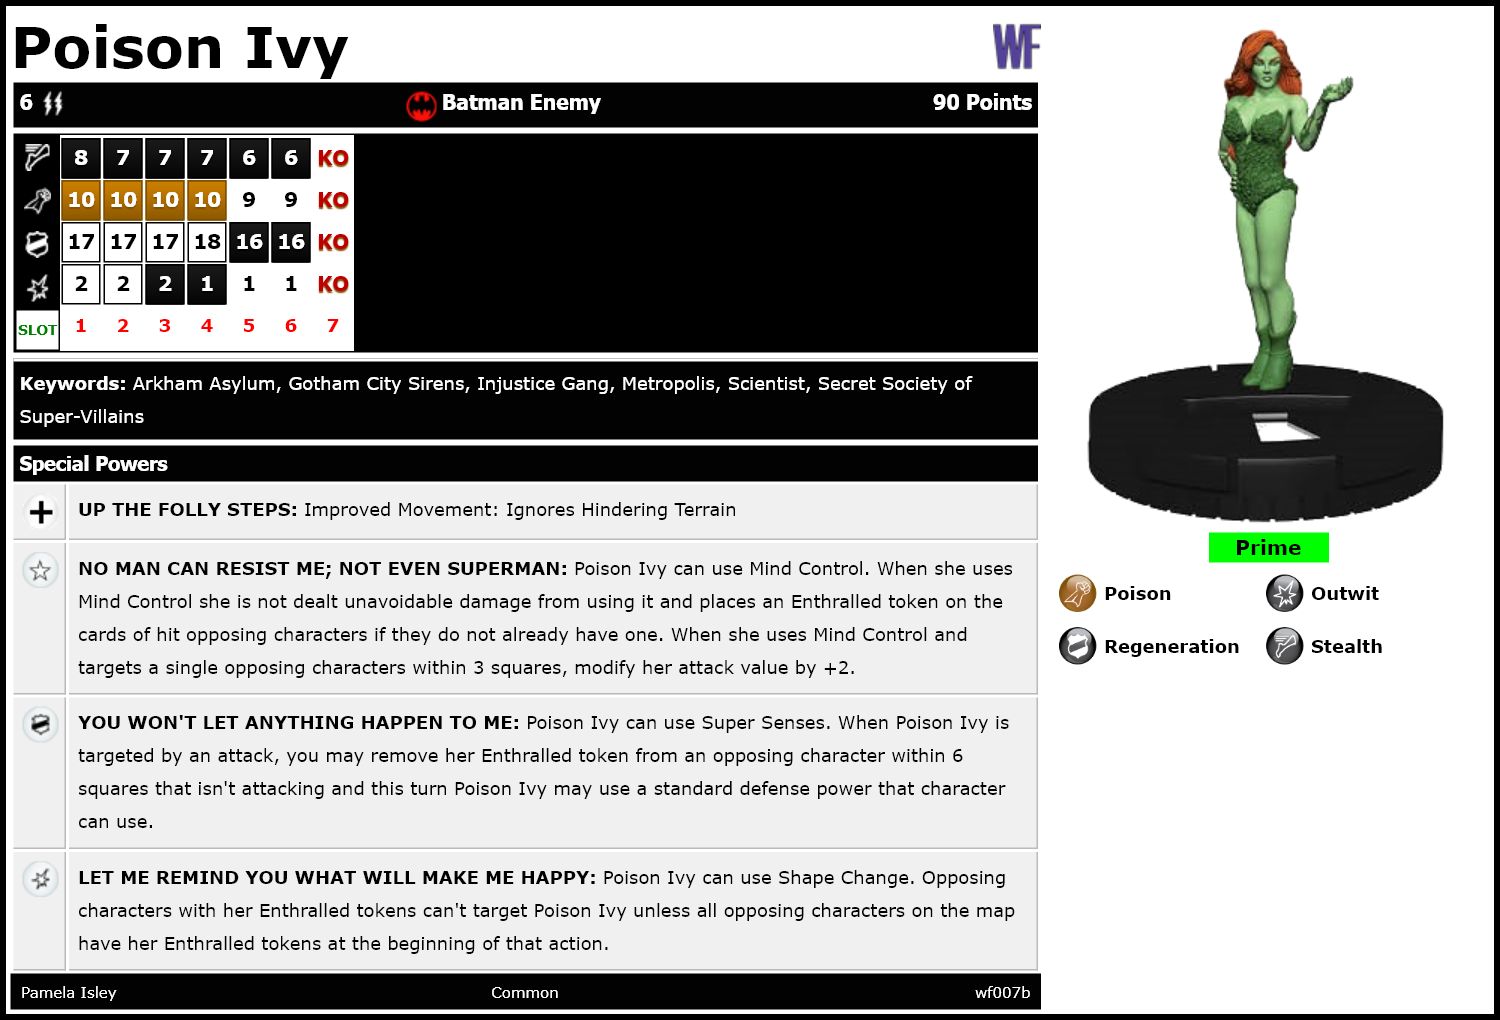 Poison Ivy WF
6 Batman Enemy 90 Points
8 7 7 7 6 6 KO
10 10 10 10 9 9 KO
17 17 17 18 16 16 KO
2 2 2 1 1 1 KO
SLOT 1 2 3 4 5 6 7
Keywords: Arkham Asylum, Gotham City Sirens, Injustice Gang, Metropolis, Scientist, Secret Society of
Super-Villains
Special Powers
UP THE FOLLY STEPS: Improved Movement: Ignores Hindering Terrain
NO MAN CAN RESIST ME; NOT EVEN SUPERMAN: Poison Ivy can use Mind Control. When she uses
Mind Control she is not dealt unavoidable damage from using it and places an Enthralled token on the
cards of hit opposing characters if they do not already have one. When she uses Mind Control and
targets a single opposing characters within 3 squares, modify her attack value by +2.
YOU WON'T LET ANYTHING HAPPEN TO ME: Poison Ivy can use Super Senses. When Poison Ivy is
targeted by an attack, you may remove her Enthralled token from an opposing character within 6
squares that isn't attacking and this turn Poison Ivy may use a standard defense power that character
can use.
LET ME REMIND YOU WHAT WILL MAKE ME HAPPY: Poison Ivy can use Shape Change. Opposing
characters with her Enthralled tokens can't target Poison Ivy unless all opposing characters on the map
have her Enthralled tokens at the beginning of that action.
Pamela Isley Common wf007b
Prime
Poison Outwit
Regeneration Stealth